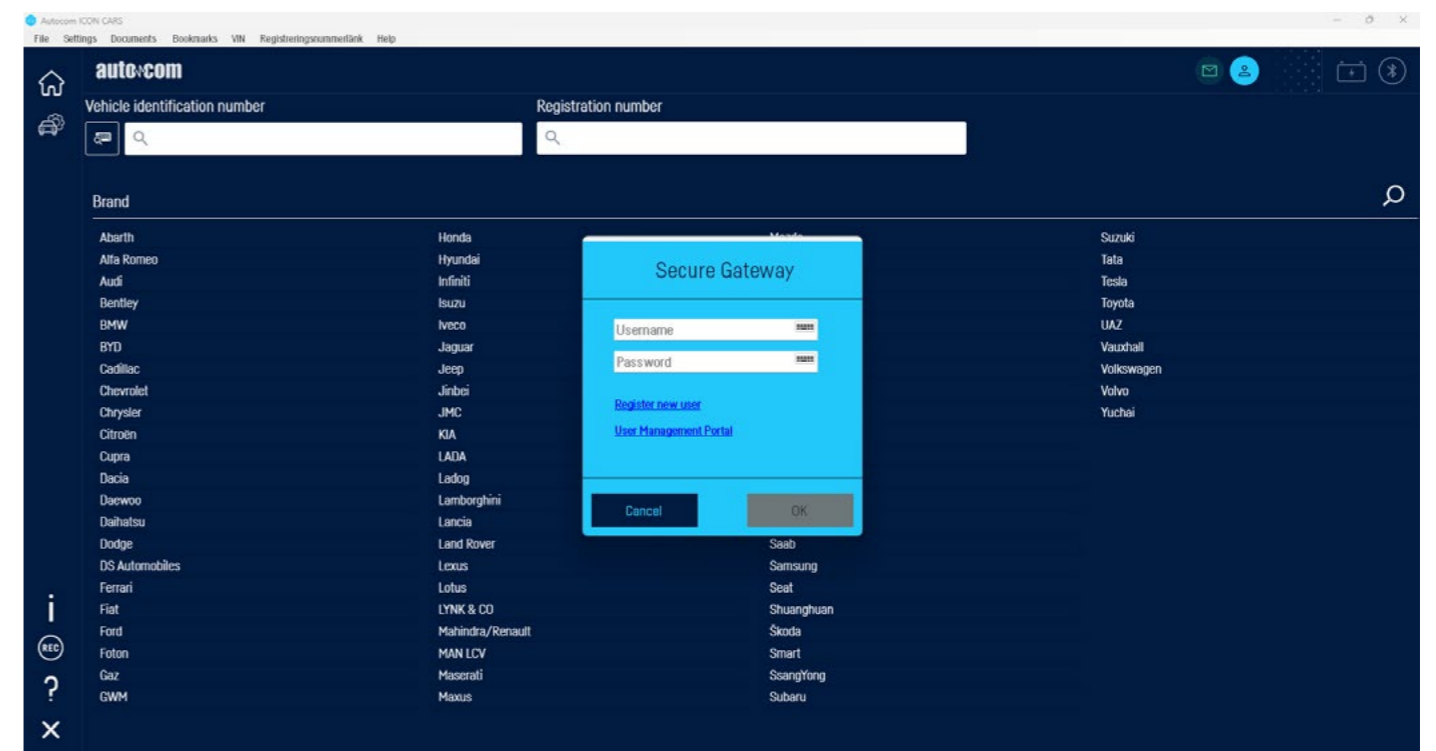 Autocom ICON CARS
File Settings Documents Bookmarks VIN Registreringsnummerlänk Help
auto com
Vehicle identification number
Registration number
Brand
Abarth
Alfa Romeo
Audi
Bentley
BMW
BYD
Cadillac
Chevrolet
Chrysler
Citroën
Cupra
Dacia
Daewoo
Daihatsu
Dodge
DS Automobiles
Ferrari
Fiat
Ford
Foton
Gaz
GWM
Honda
Hyundai
Infiniti
Isuzu
Iveco
Jaguar
Jeep
Jinbei
JMC
KIA
LADA
Ladog
Lamborghini
Lancia
Land Rover
Lexus
Lotus
LYNK & CO
Mahindra/Renault
MAN LCV
Maserati
Maxus
Saab
Samsung
Seat
Shuanghuan
Škoda
Smart
SsangYong
Subaru
Suzuki
Tata
Tesla
Toyota
UAZ
Vauxhall
Volkswagen
Volvo
Yuchai
Secure Gateway
Username
Password
Register new user
User Management Portal
Cancel
OK
i
REC
?